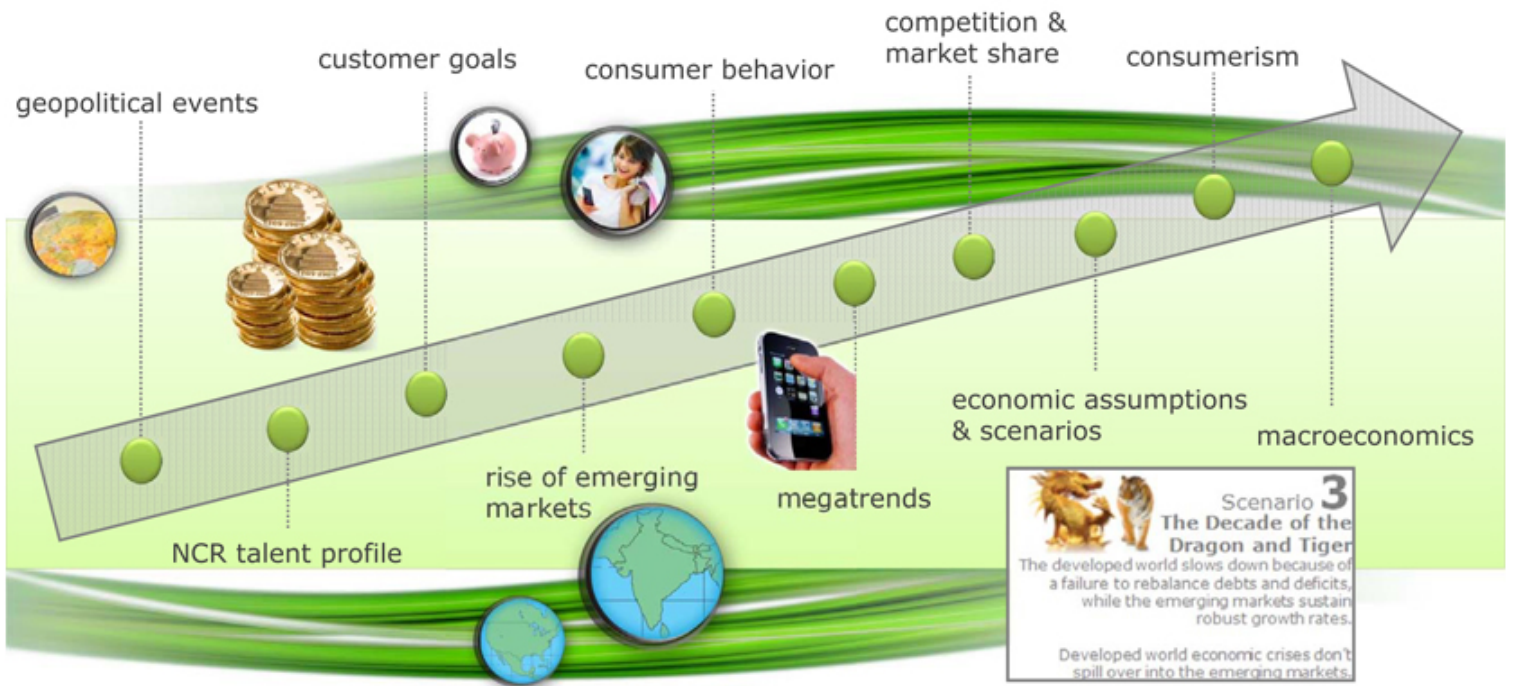 geopolitical events
customer goals
consumer behavior
competition &
market share
consumerism
NCR talent profile
rise of emerging
markets
megatrends
economic assumptions
& scenarios
macroeconomics
Scenario 3
The Decade of the
Dragon and Tiger
The developed world slows down because of
a failure to rebalance debts and deficits,
while the emerging markets sustain
robust growth rates.
Developed world economic crises don't
spill over into the emerging markets.